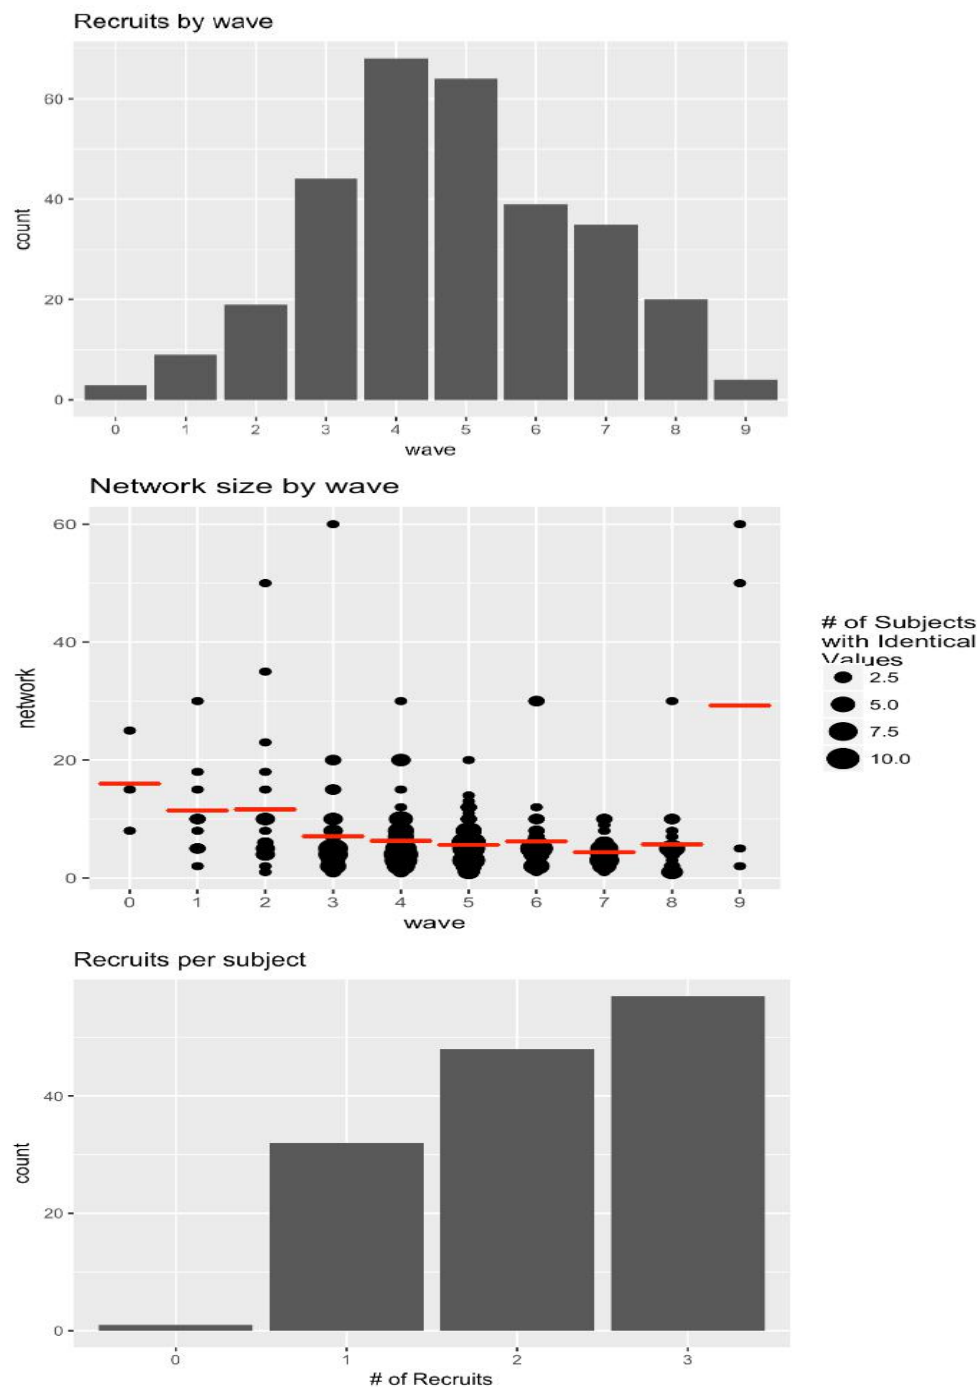 Recruits by wave
60
40
20
0
count
0 1 2 3 4 5 6 7 8 9
wave
Network size by wave
60
40
20
0
network
0 1 2 3 4 5 6 7 8 9
wave
# of Subjects
with Identical
Values
2.5
5.0
7.5
10.0
Recruits per subject
40
20
0
count
0 1 2 3
# of Recruits